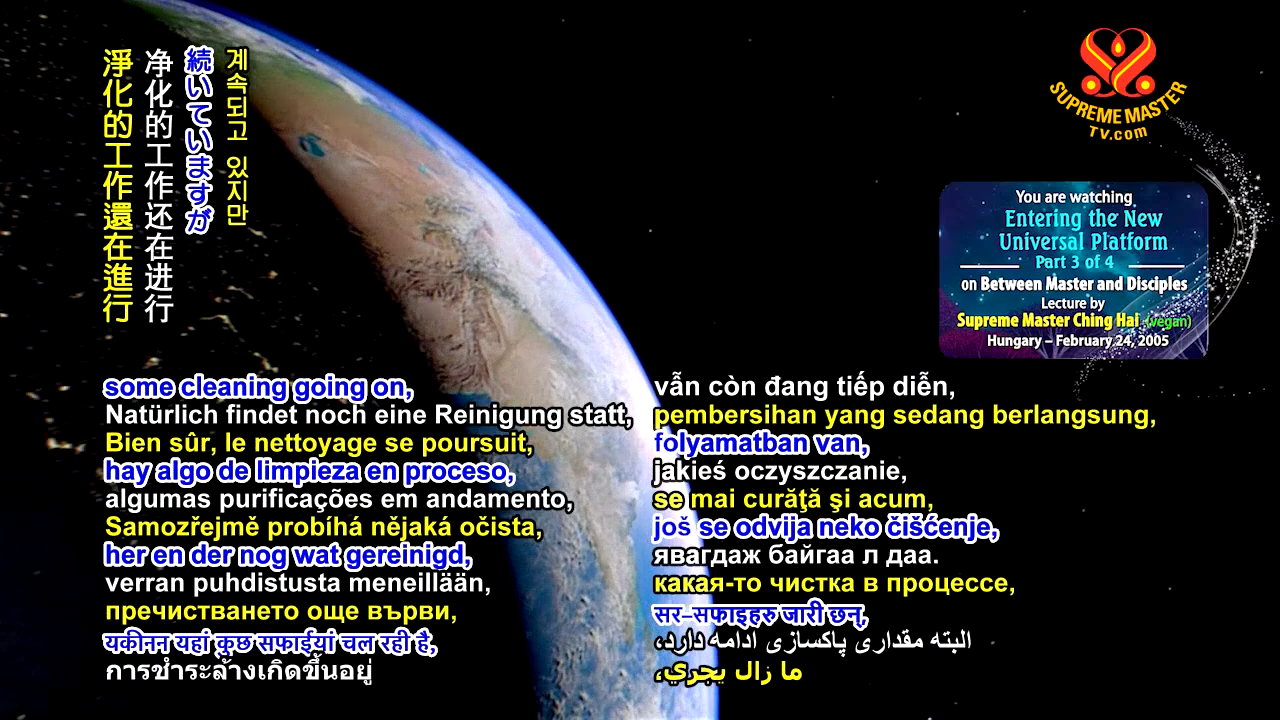 淨化的工作還在進行
净化的工作还在进行
続いていますが
계속되고 있지만
SUPREME MASTER
TV.com
You are watching
Entering the New
Universal Platform
Part 3 of 4
on Between Master and Disciples
Lecture by
Supreme Master Ching Hai (vegan)
Hungary – February 24, 2005
some cleaning going on,
Natürlich findet noch eine Reinigung statt,
Bien sûr, le nettoyage se poursuit,
hay algo de limpieza en proceso,
algumas purificações em andamento,
Samozřejmě probíhá nějaká očista,
her en der nog wat gereinigd,
verran puhdistusta meneillään,
пречистването още върви,
यकीनन यहां कुछ सफाईयां चल रही है,
การชำระล้างเกิดขึ้นอยู่
vẫn còn đang tiếp diễn,
pembersihan yang sedang berlangsung,
folyamatban van,
jakieś oczyszczanie,
se mai curăţă şi acum,
još se odvija neko čišćenje,
явагдаж байгаа л даа.
какая-то чистка в процессе,
सर-सफाइहरु जारी छन्,
البته مقداری پاکسازی ادامه دارد،
ما زال يجري،